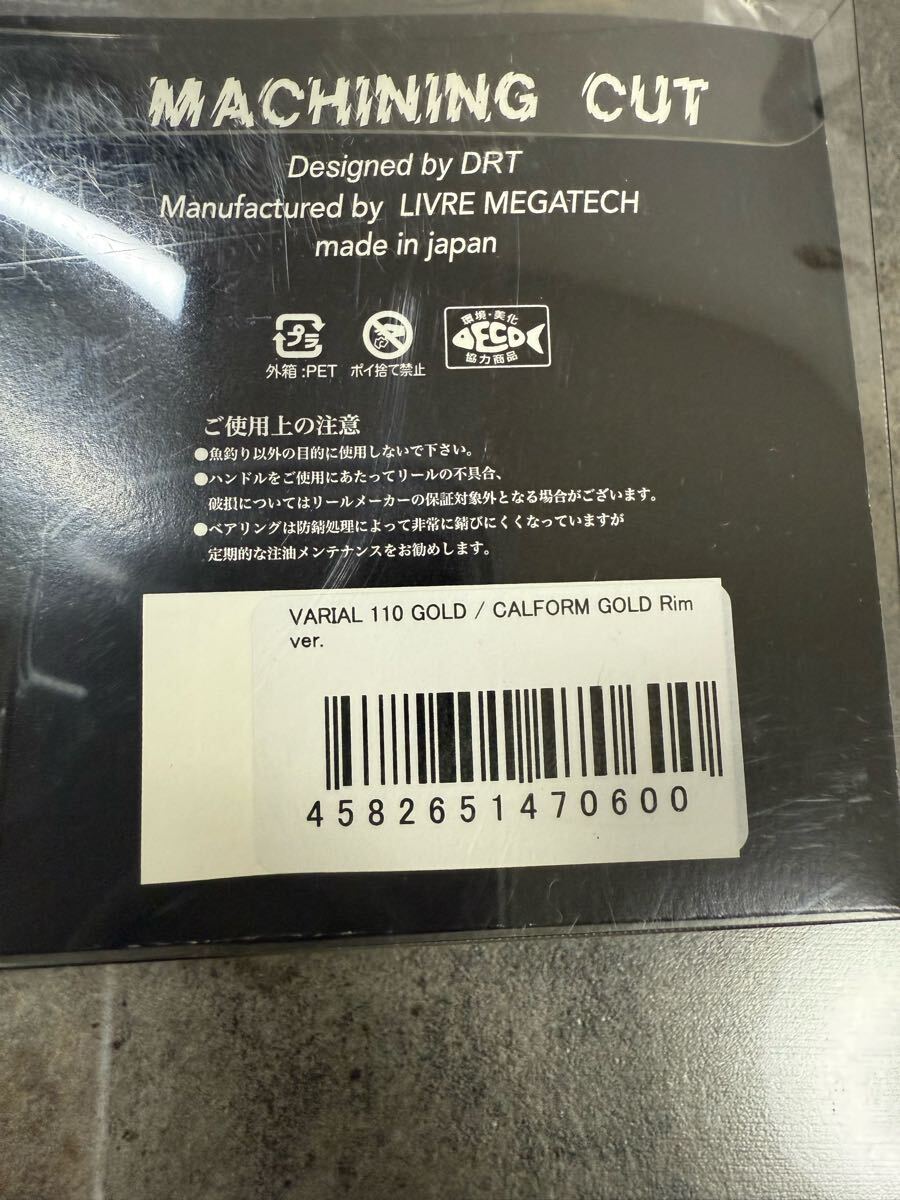 MACHINING CUT
Designed by DRT
Manufactured by LIVRE MEGATECH
made in japan
プラ
環境・美化
ECO
協力商品
外箱:PET
ポイ捨て禁止
ご使用上の注意
●魚釣り以外の目的に使用しないで下さい。
●ハンドルをご使用にあたってリールの不具合、
破損についてはリールメーカーの保証対象外となる場合がございます。
●ベアリングは防錆処理によって非常に錆びにくくなっていますが
定期的な注油メンテナンスをお勧めします。
VARIAL 110 GOLD / CALFORM GOLD Rim
ver.
4582651470600